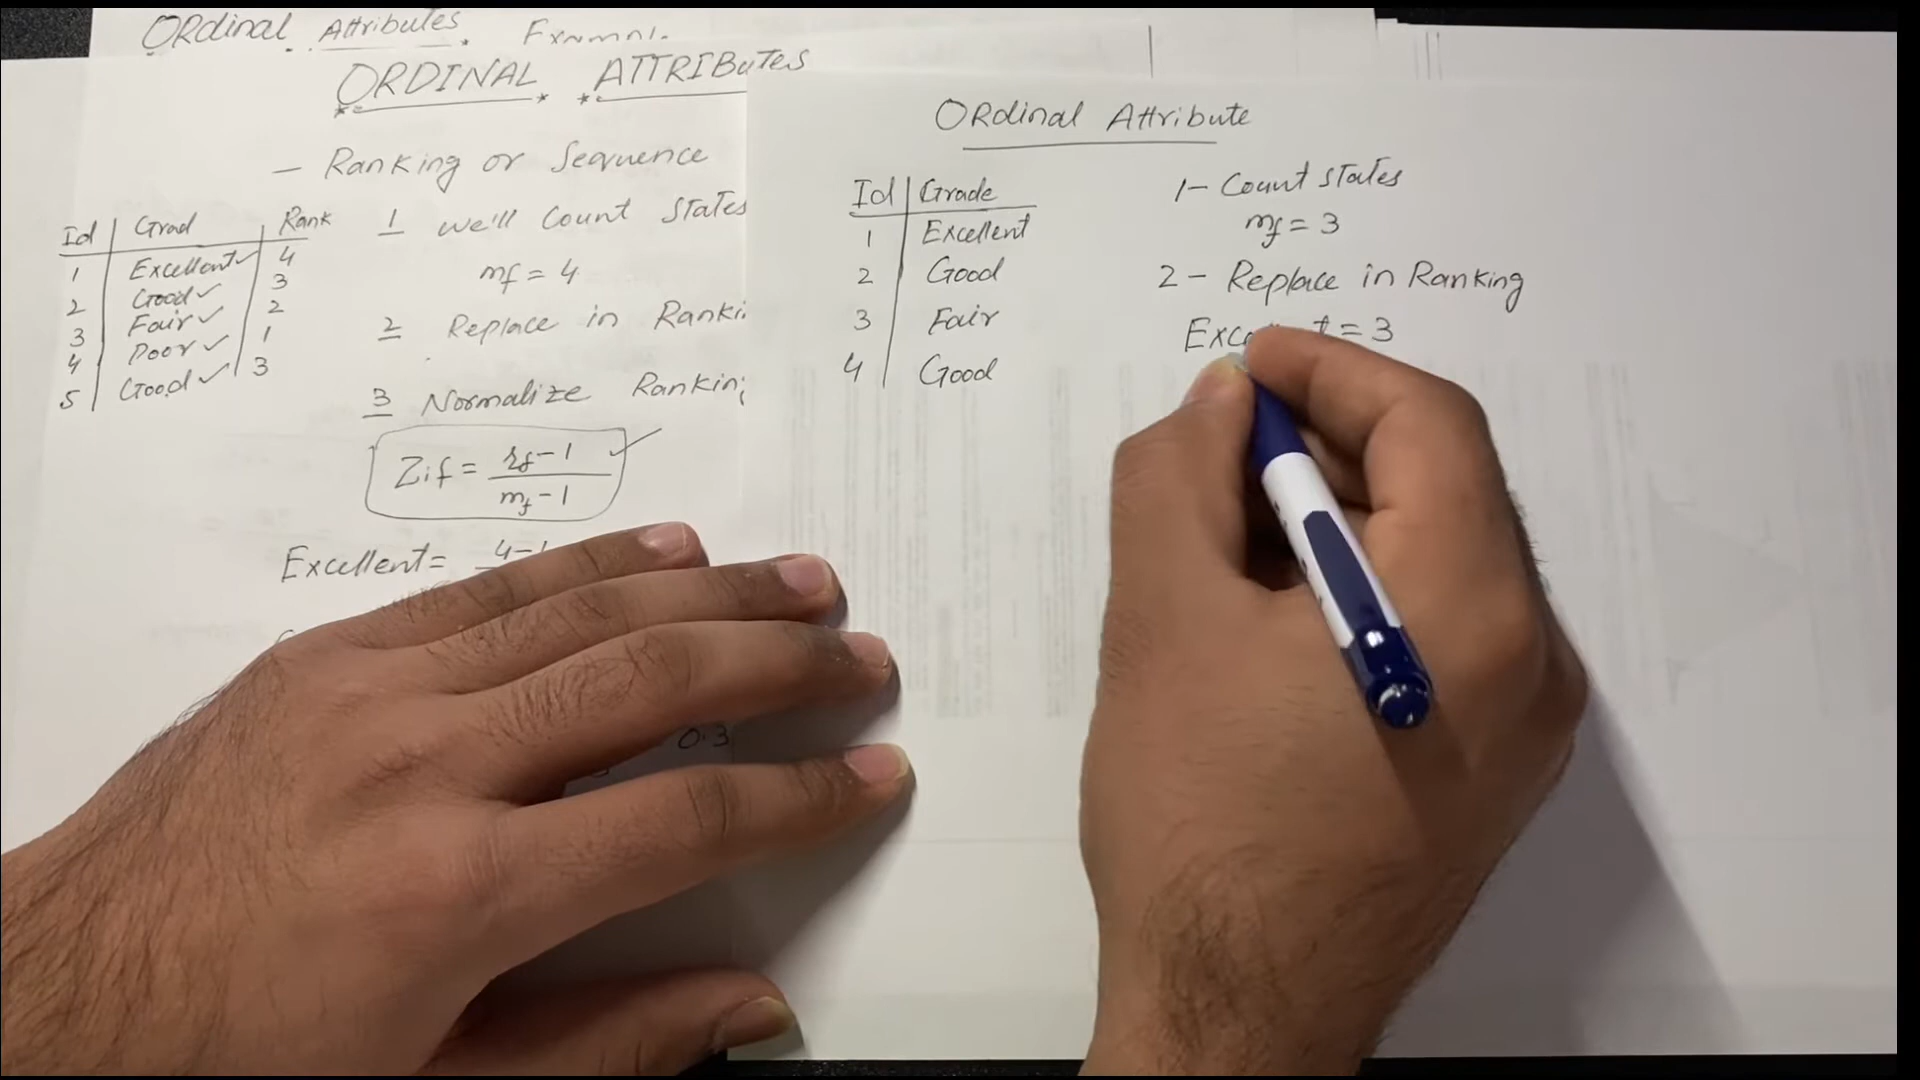 ORdinal Attributes
ORDINAL ATTRIButes
- Ranking or Sequence
Id Grad Rank
1 Excellent ✓ 4
2 Good ✓ 3
3 Fair ✓ 2
4 Poor ✓ 1
5 Good ✓ 3
1 we'll Count States
mf = 4
2 Replace in
3 Normalize
Zif = rf-1 / mf-1
Excellent = 4-1
0.3
ORdinal Attribute
Id Grade
1 Excellent
2 Good
3 Fair
4 Good
1- Count States
mf = 3
2- Replace in Ranking
= 3